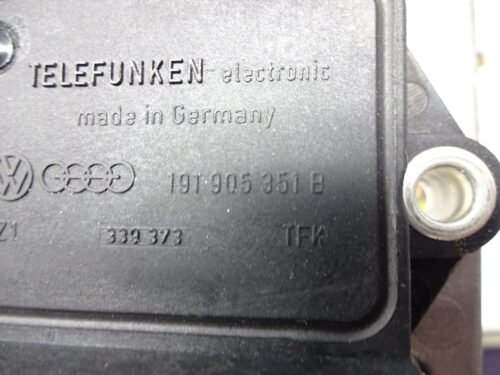 TELEFUNKEN electronic
made in Germany
191 905 351 B
Z1 339 373 TFK